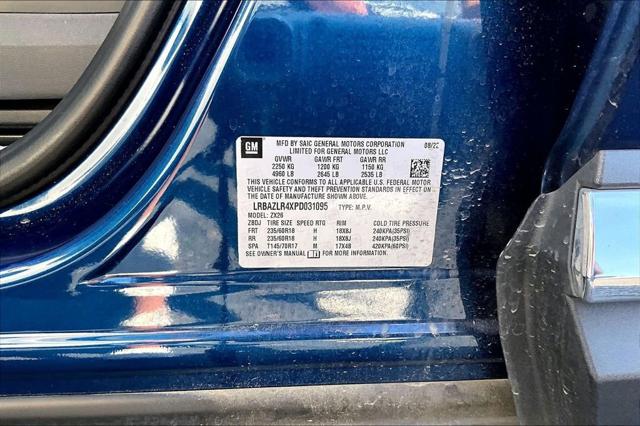 GM MFD BY SAIC GENERAL MOTORS CORPORATION 08/22
LIMITED FOR GENERAL MOTORS LLC
GVWR GAWR FRT GAWR RR
2250 KG 1200 KG 1150 KG
4960 LB 2645 LB 2535 LB
THIS VEHICLE CONFORMS TO ALL APPLICABLE U.S. FEDERAL MOTOR
VEHICLE SAFETY AND THEFT PREVENTION STANDARDS IN EFFECT
ON THE DATE OF MANUFACTURE SHOWN ABOVE.
LRBAZLR4XPD031095 TYPE: M.P.V.
MODEL: ZX26
ZBDJ TIRE SIZE SPEED RTG RIM COLD TIRE PRESSURE
FRT 235/60R18 H 18X8J 240KPA(35PSI)
RR 235/60R18 H 18X8J 240KPA(35PSI)
SPA T145/70R17 M 17X4B 420KPA(60PSI)
SEE OWNER'S MANUAL FOR MORE INFORMATION.